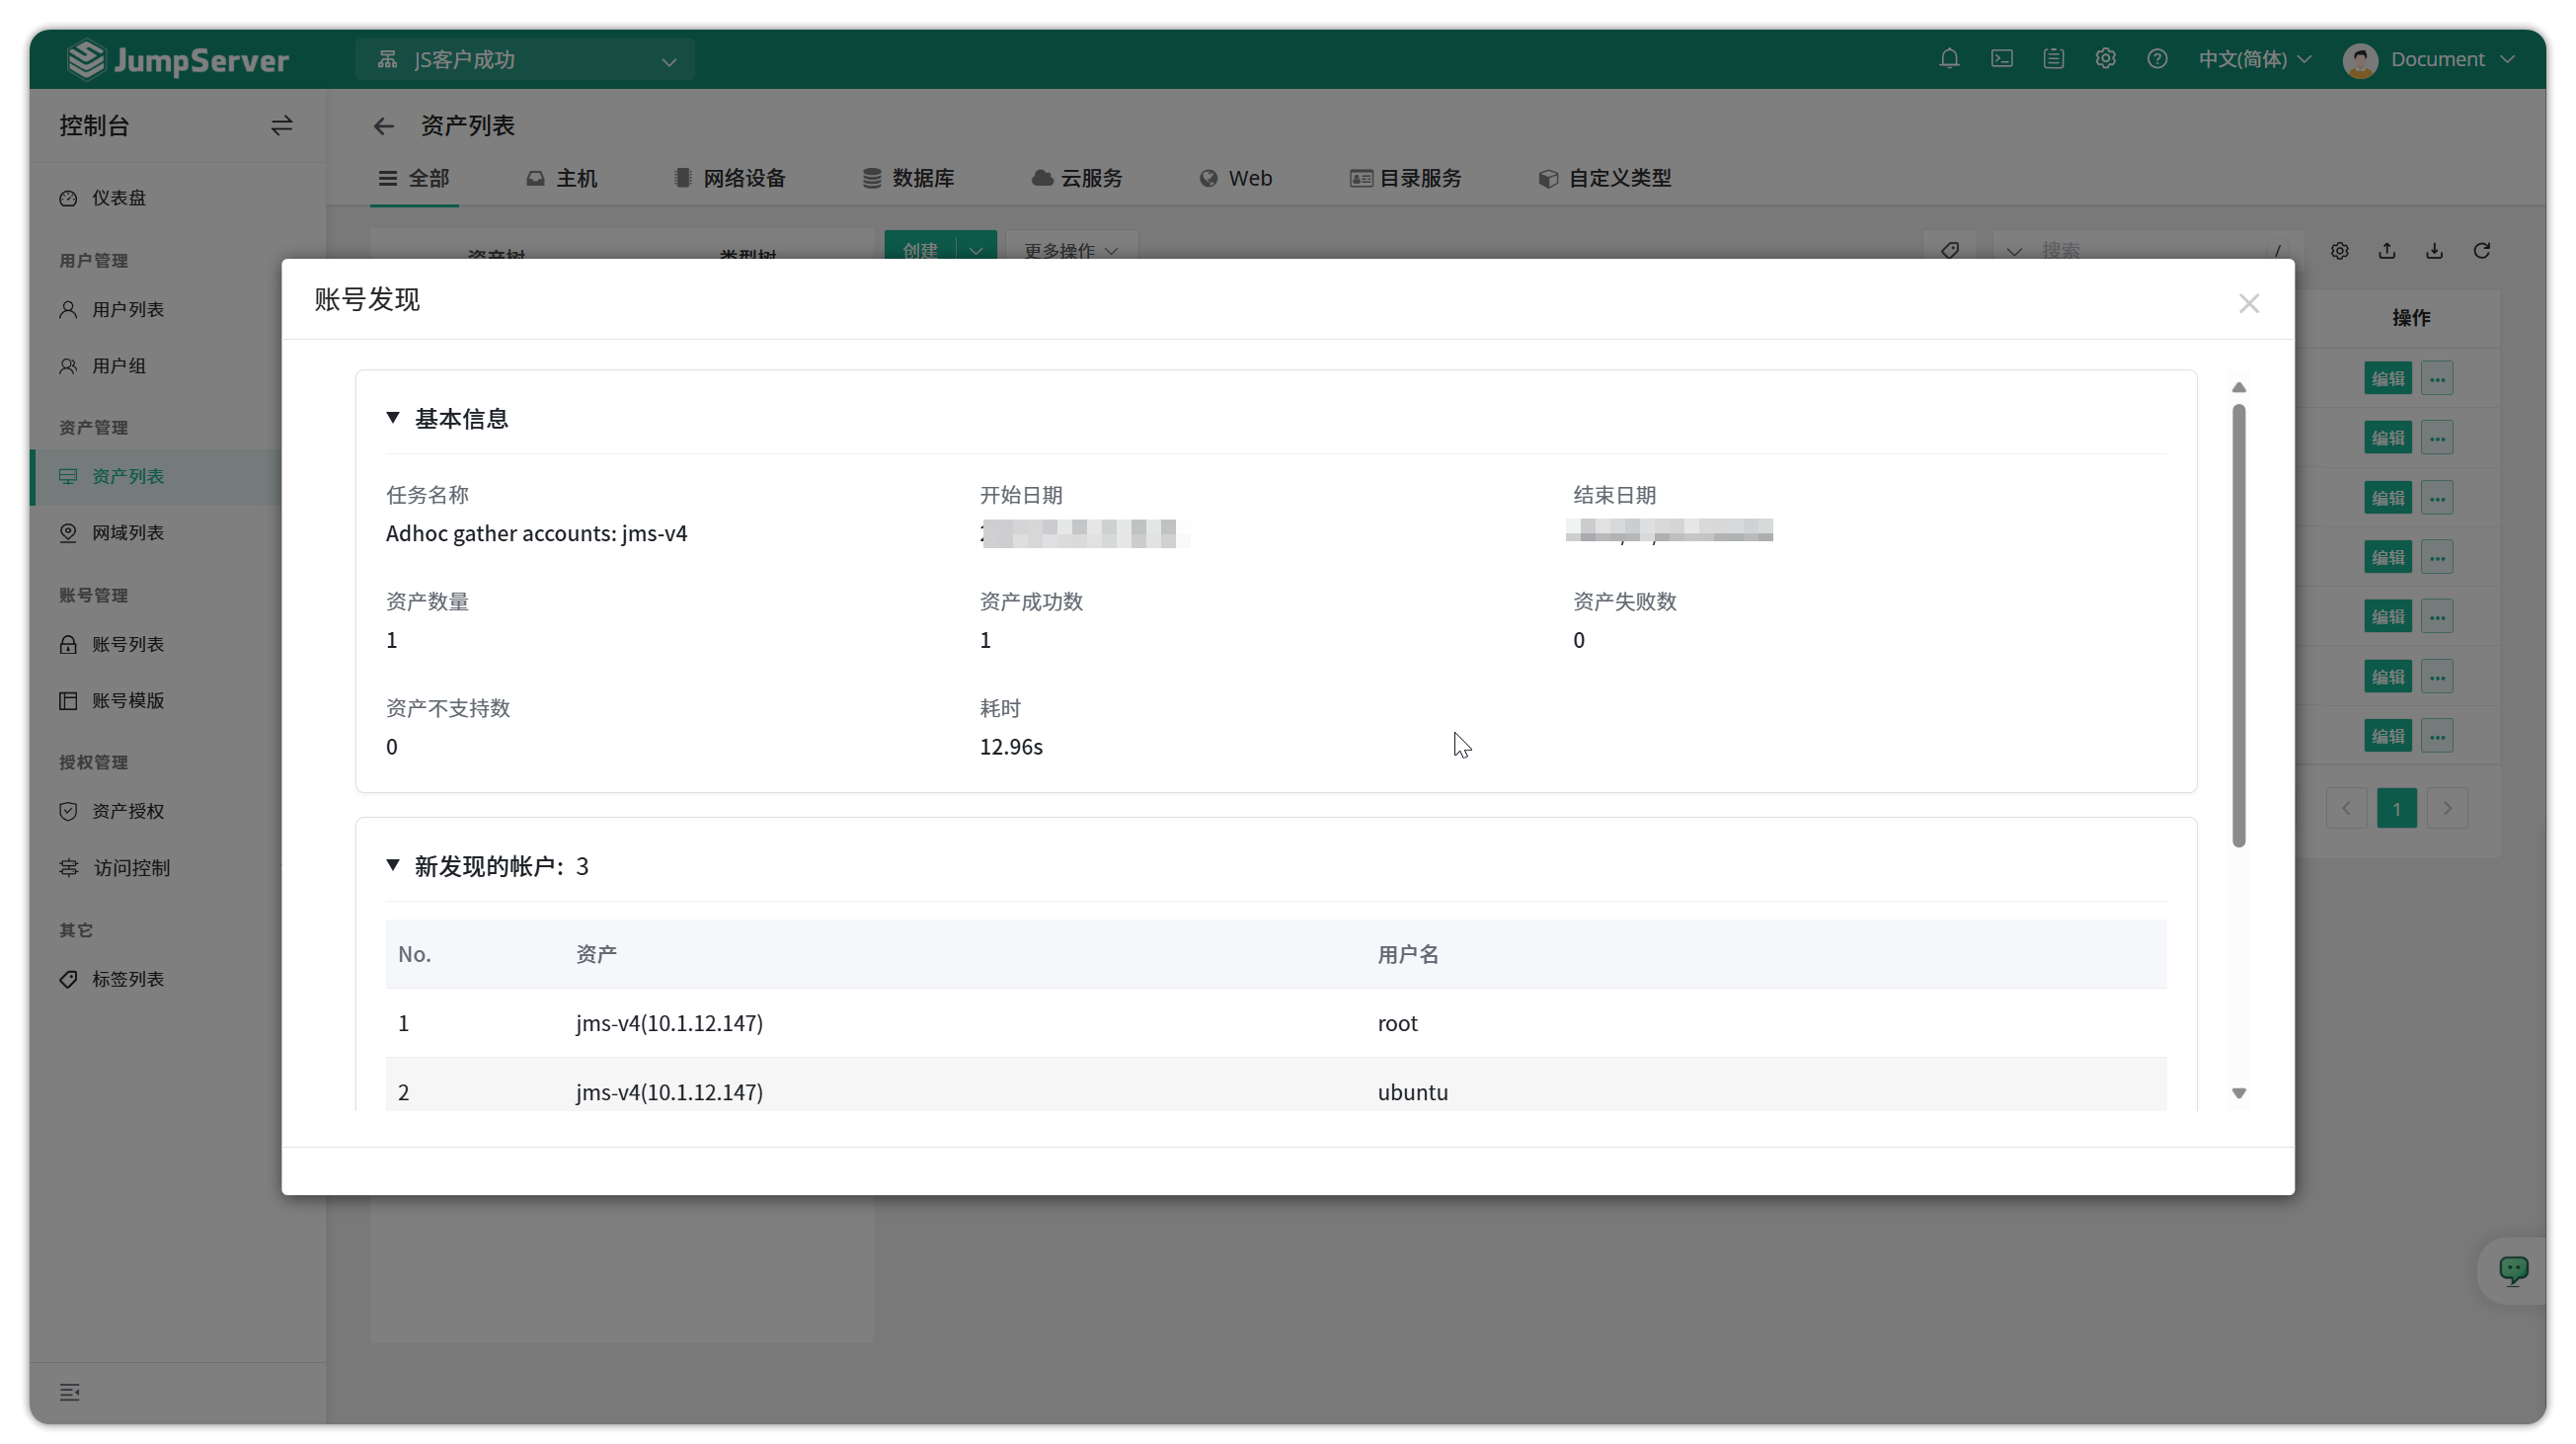 JumpServer JS客户成功 中文(简体) Document
控制台
资产列表
全部 主机 网络设备 数据库 云服务 Web 目录服务 自定义类型
仪表盘
资产树 类型树 创建 更多操作 搜索 /
用户管理
用户列表
用户组
资产管理
资产列表
网域列表
账号管理
账号列表
账号模版
授权管理
资产授权
访问控制
其它
标签列表
账号发现
基本信息
任务名称 开始日期 结束日期
Adhoc gather accounts: jms-v4
资产数量 资产成功数 资产失败数
1 1 0
资产不支持数 耗时
0 12.96s
新发现的帐户: 3
No. 资产 用户名
1 jms-v4(10.1.12.147) root
2 jms-v4(10.1.12.147) ubuntu
操作
编辑 ...
编辑 ...
编辑 ...
编辑 ...
编辑 ...
编辑 ...
编辑 ...
1